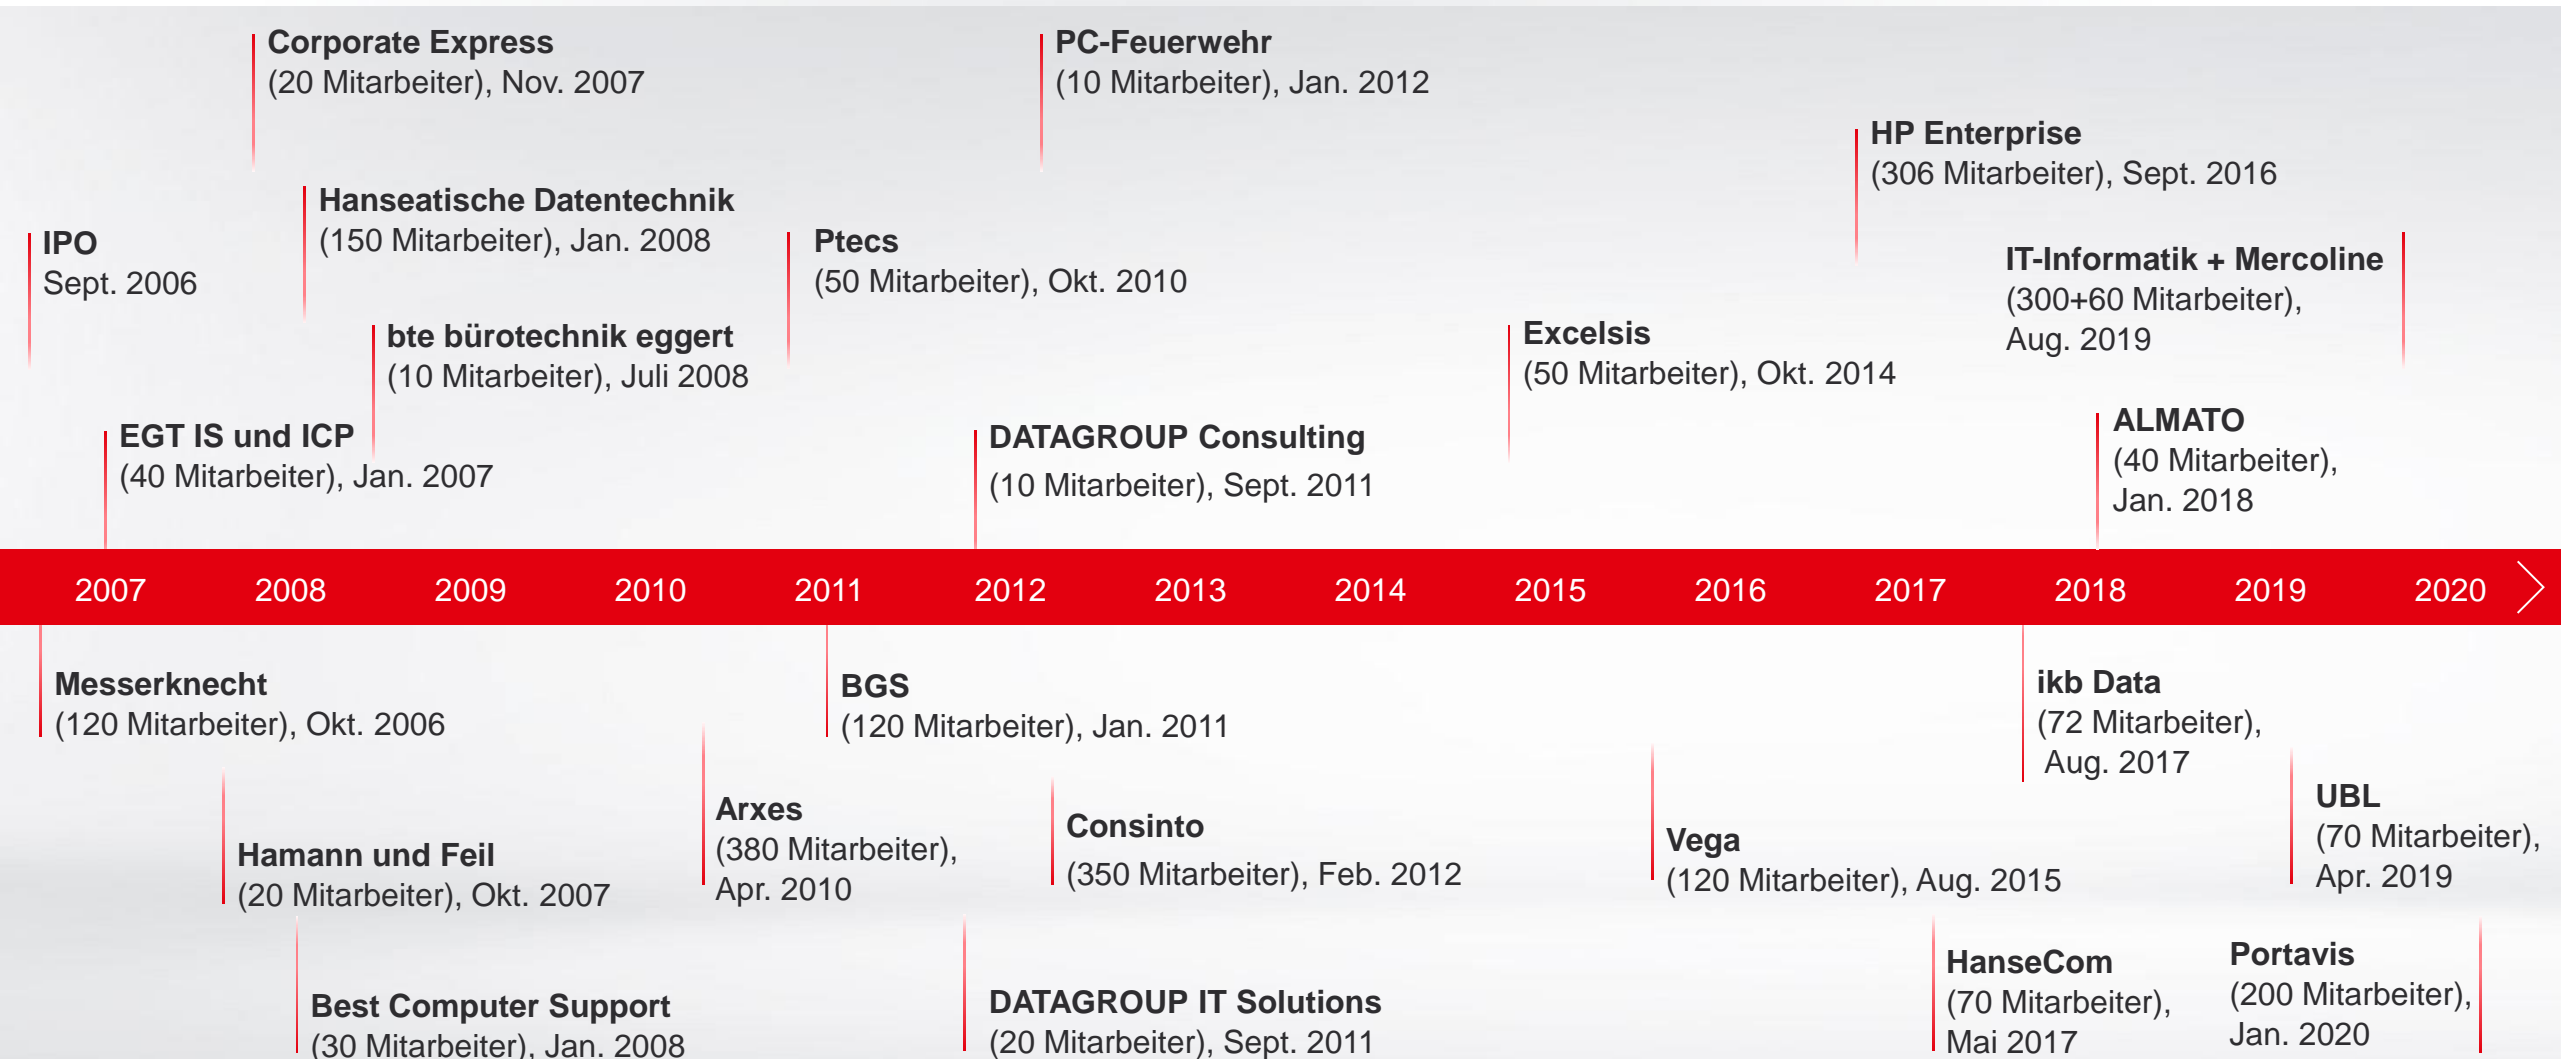 Corporate Express
(20 Mitarbeiter), Nov. 2007
PC-Feuerwehr
(10 Mitarbeiter), Jan. 2012
HP Enterprise
(306 Mitarbeiter), Sept. 2016
Hanseatische Datentechnik
(150 Mitarbeiter), Jan. 2008
IPO
Sept. 2006
Ptecs
(50 Mitarbeiter), Okt. 2010
IT-Informatik + Mercoline
(300+60 Mitarbeiter),
Aug. 2019
bte bürotechnik eggert
(10 Mitarbeiter), Juli 2008
Excelsis
(50 Mitarbeiter), Okt. 2014
EGT IS und ICP
(40 Mitarbeiter), Jan. 2007
DATAGROUP Consulting
(10 Mitarbeiter), Sept. 2011
ALMATO
(40 Mitarbeiter),
Jan. 2018
2007 2008 2009 2010 2011 2012 2013 2014 2015 2016 2017 2018 2019 2020
Messerknecht
(120 Mitarbeiter), Okt. 2006
BGS
(120 Mitarbeiter), Jan. 2011
ikb Data
(72 Mitarbeiter),
Aug. 2017
Hamann und Feil
(20 Mitarbeiter), Okt. 2007
Arxes
(380 Mitarbeiter),
Apr. 2010
Consinto
(350 Mitarbeiter), Feb. 2012
Vega
(120 Mitarbeiter), Aug. 2015
UBL
(70 Mitarbeiter),
Apr. 2019
Best Computer Support
(30 Mitarbeiter), Jan. 2008
DATAGROUP IT Solutions
(20 Mitarbeiter), Sept. 2011
HanseCom
(70 Mitarbeiter),
Mai 2017
Portavis
(200 Mitarbeiter),
Jan. 2020